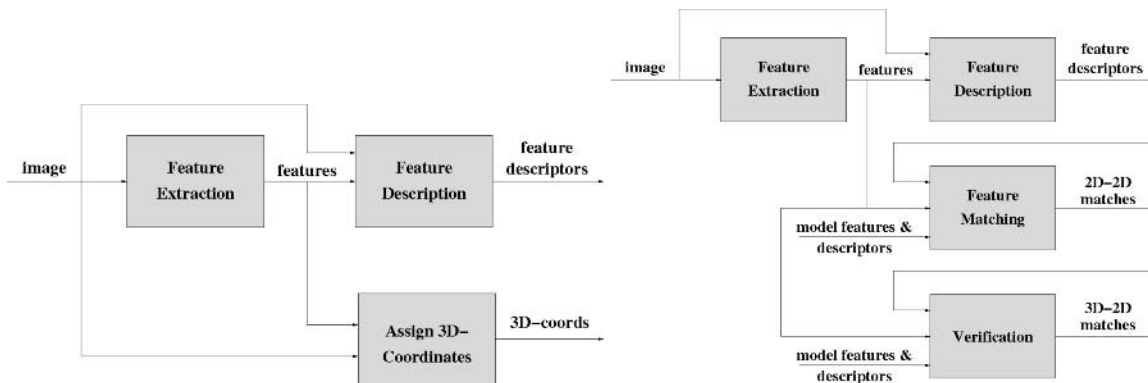 image
Feature
Extraction
features
Feature
Description
feature
descriptors
Assign 3D-
Coordinates
3D-coords
image
Feature
Extraction
features
Feature
Description
feature
descriptors
Feature
Matching
2D-2D
matches
model features &
descriptors
Verification
3D-2D
matches
model features &
descriptors